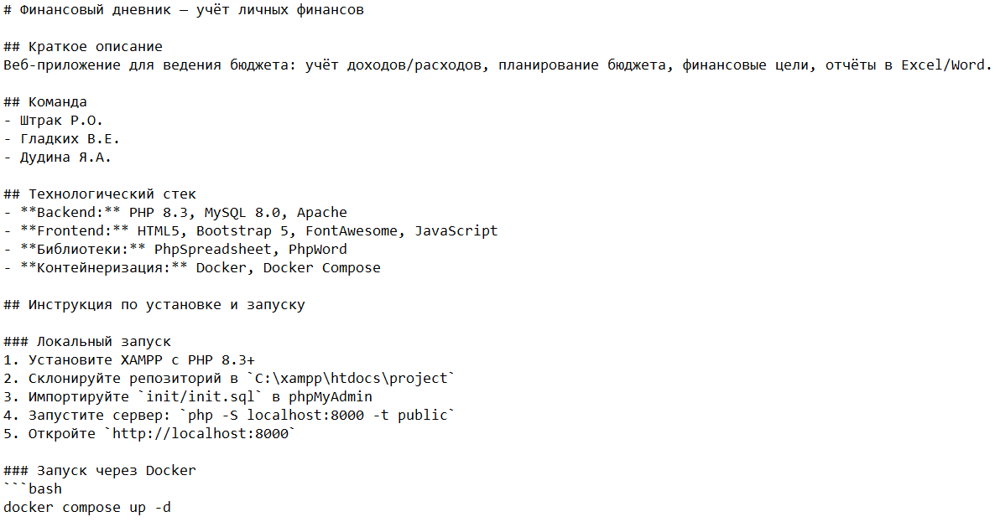 # Финансовый дневник — учёт личных финансов
## Краткое описание
Веб-приложение для ведения бюджета: учёт доходов/расходов, планирование бюджета, финансовые цели, отчёты в Excel/Word.
## Команда
- Штрак Р.О.
- Гладких В.Е.
- Дудина Я.А.
## Технологический стек
- **Backend:** PHP 8.3, MySQL 8.0, Apache
- **Frontend:** HTML5, Bootstrap 5, FontAwesome, JavaScript
- **Библиотеки:** PhpSpreadsheet, PhpWord
- **Контейнеризация:** Docker, Docker Compose
## Инструкция по установке и запуску
### Локальный запуск
1. Установите XAMPP с PHP 8.3+
2. Склонируйте репозиторий в `C:\xampp\htdocs\project`
3. Импортируйте `init/init.sql` в phpMyAdmin
4. Запустите сервер: `php -S localhost:8000 -t public`
5. Откройте `http://localhost:8000`
### Запуск через Docker
```bash
docker compose up -d